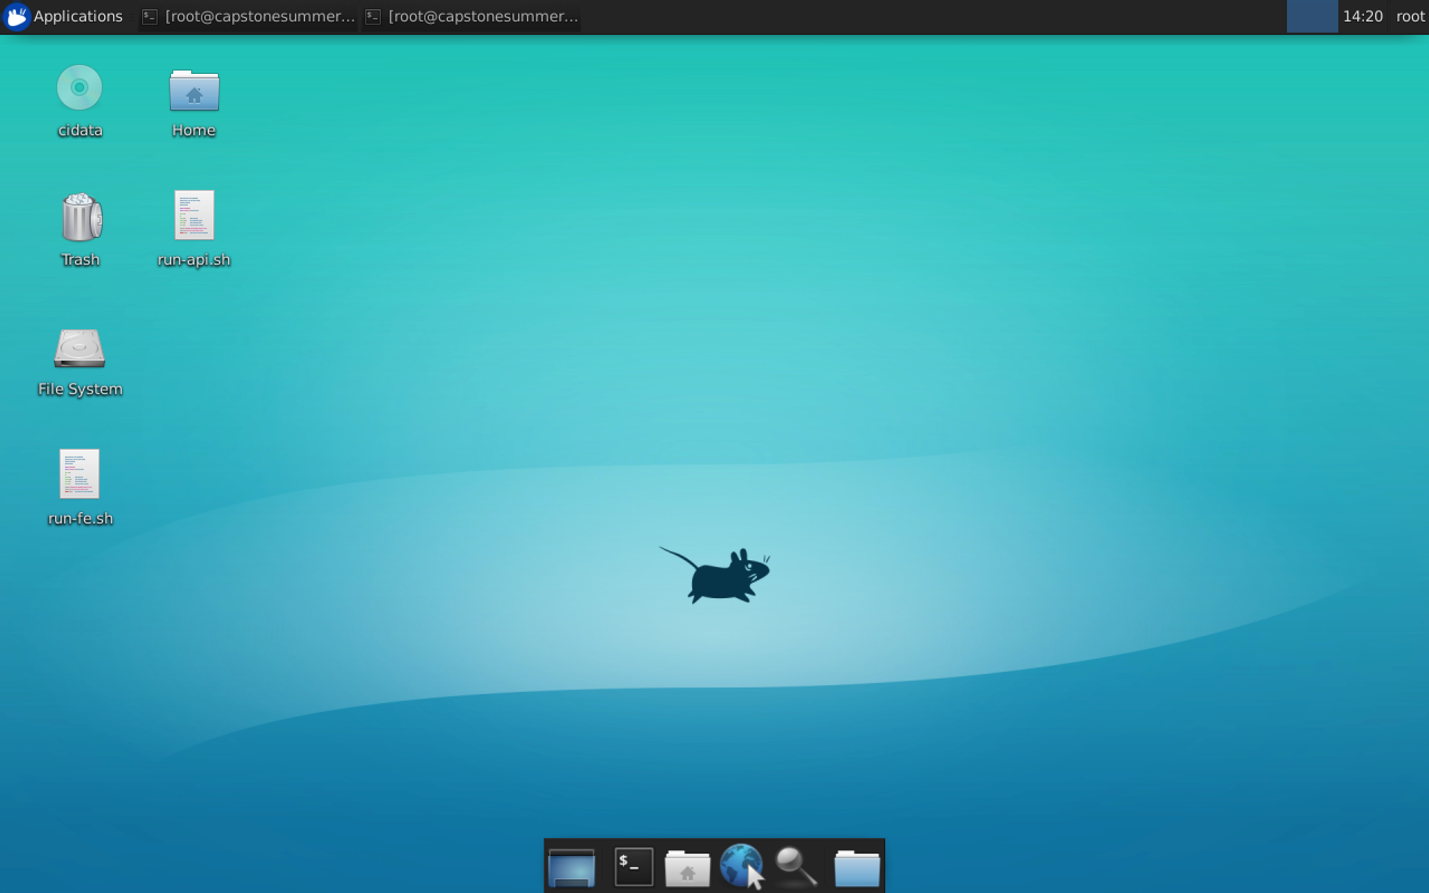 Applications [root@capstonesummer... [root@capstonesummer... 14:20 root
cidata Home
Trash run-api.sh
File System
run-fe.sh
$_